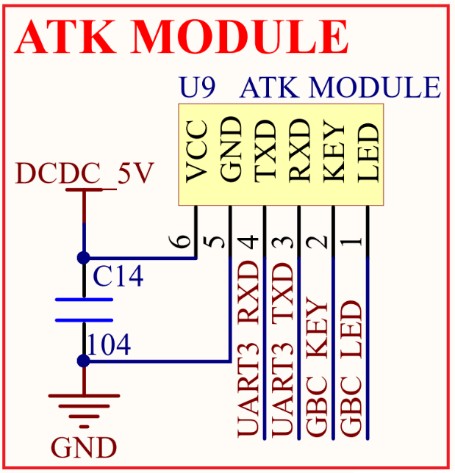 ATK MODULE
U9 ATK MODULE
VCC
GND
TXD
RXD
KEY
LED
DCDC_5V
6
5
4
3
2
1
C14
104
UART3_RXD
UART3_TXD
GBC_KEY
GBC_LED
GND